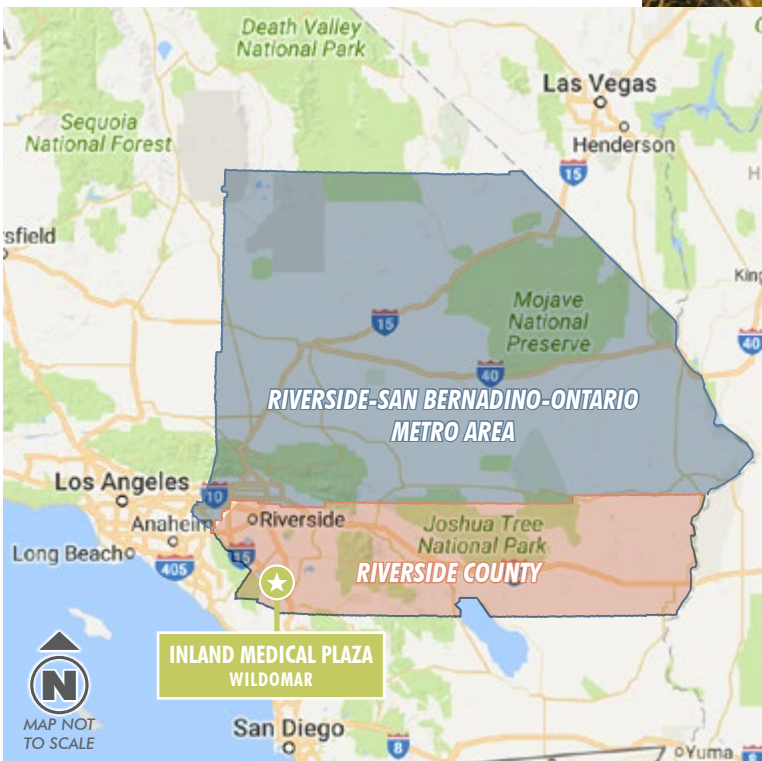 Death Valley
National Park
Las Vegas
Sequoia
National Forest
Henderson
15
sfield
Mojave
National
Preserve
15
King
40
40
RIVERSIDE-SAN BERNADINO-ONTARIO
METRO AREA
Los Angeles
10
Anaheim
Riverside
Joshua Tree
National Park
Long Beach
15
405
RIVERSIDE COUNTY
INLAND MEDICAL PLAZA
WILDOMAR
N
MAP NOT
TO SCALE
San Diego
8
Yuma
8